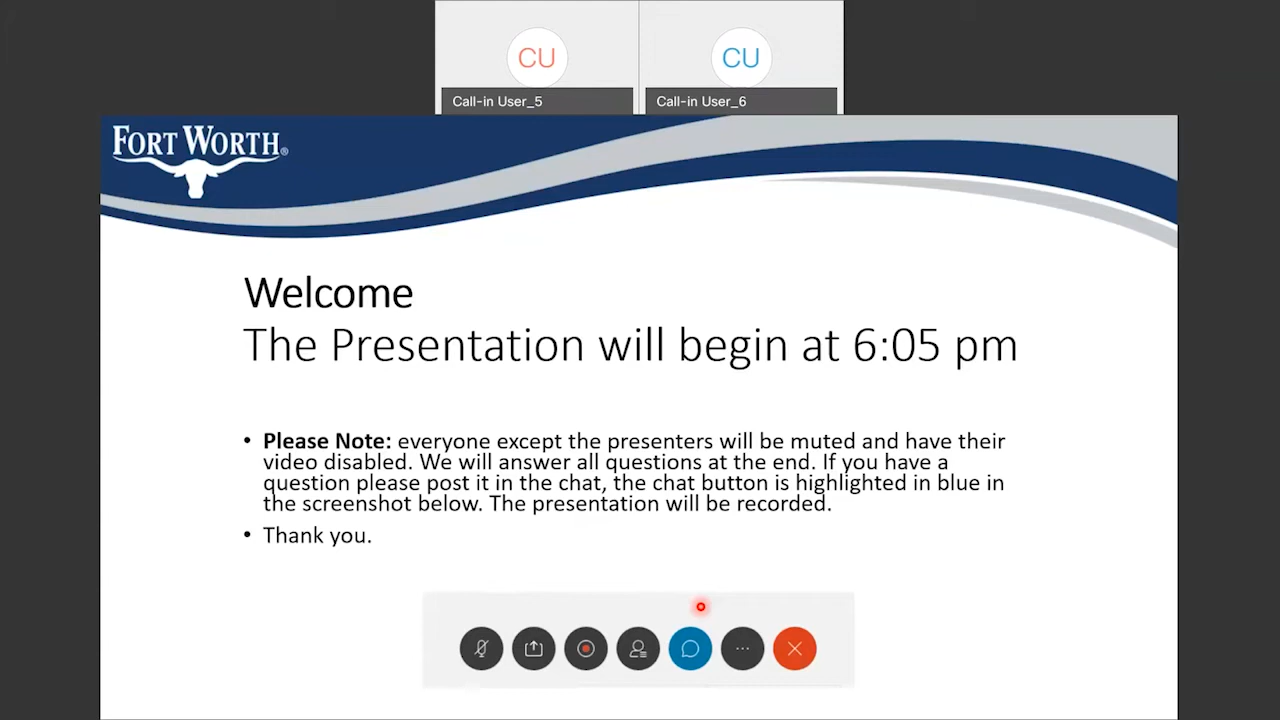 CU
CU
Call-in User_5
Call-in User_6
FORT WORTH®
Welcome
The Presentation will begin at 6:05 pm
• Please Note: everyone except the presenters will be muted and have their
video disabled. We will answer all questions at the end. If you have a
question please post it in the chat, the chat button is highlighted in blue in
the screenshot below. The presentation will be recorded.
• Thank you.